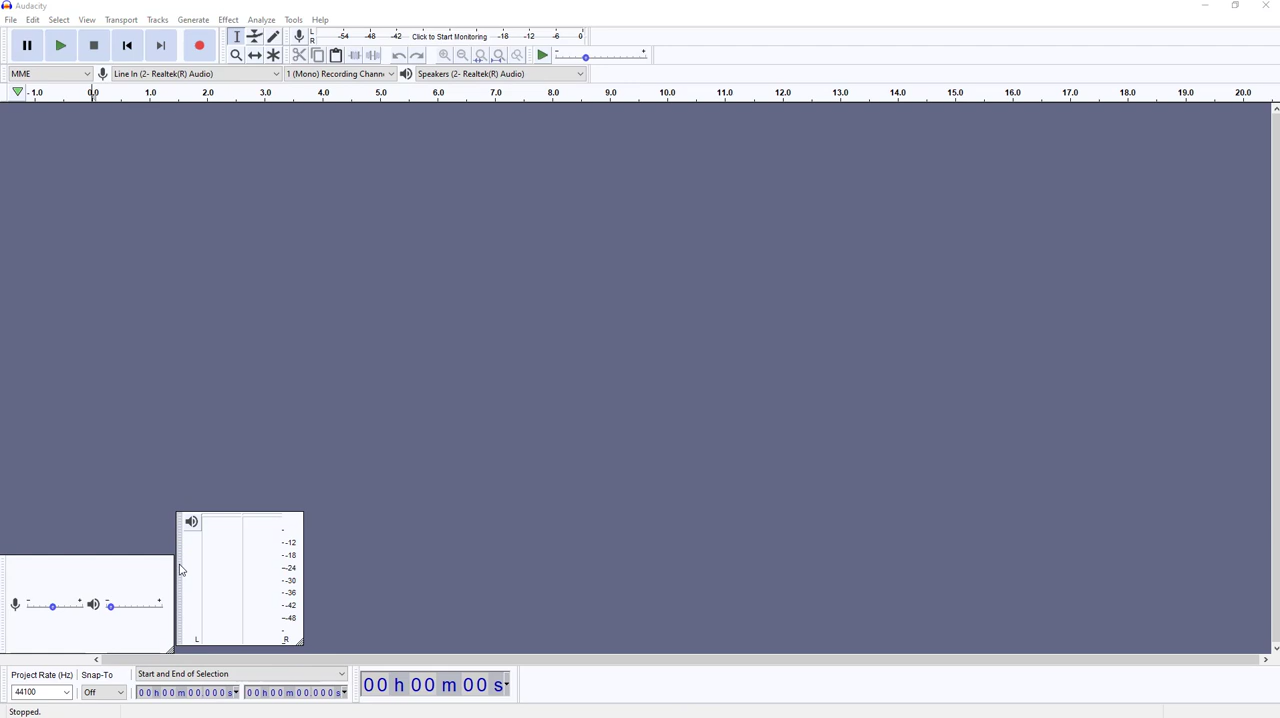 Audacity
File Edit Select View Transport Tracks Generate Effect Analyze Tools Help
L
R
-54 -48 -42 Click to Start Monitoring -18 -12 -6 0
- +
MME Line In (2- Realtek(R) Audio) 1 (Mono) Recording Chann Speakers (2- Realtek(R) Audio)
- 1.0 0.0 1.0 2.0 3.0 4.0 5.0 6.0 7.0 8.0 9.0 10.0 11.0 12.0 13.0 14.0 15.0 16.0 17.0 18.0 19.0 20.0
-
--12
--18
--24
--30
--36
--42
--48
-
L R
- + - +
Project Rate (Hz) Snap-To Start and End of Selection
44100 Off 00 h 00 m 00.000 s 00 h 00 m 00.000 s
00 h 00 m 00 s
Stopped.